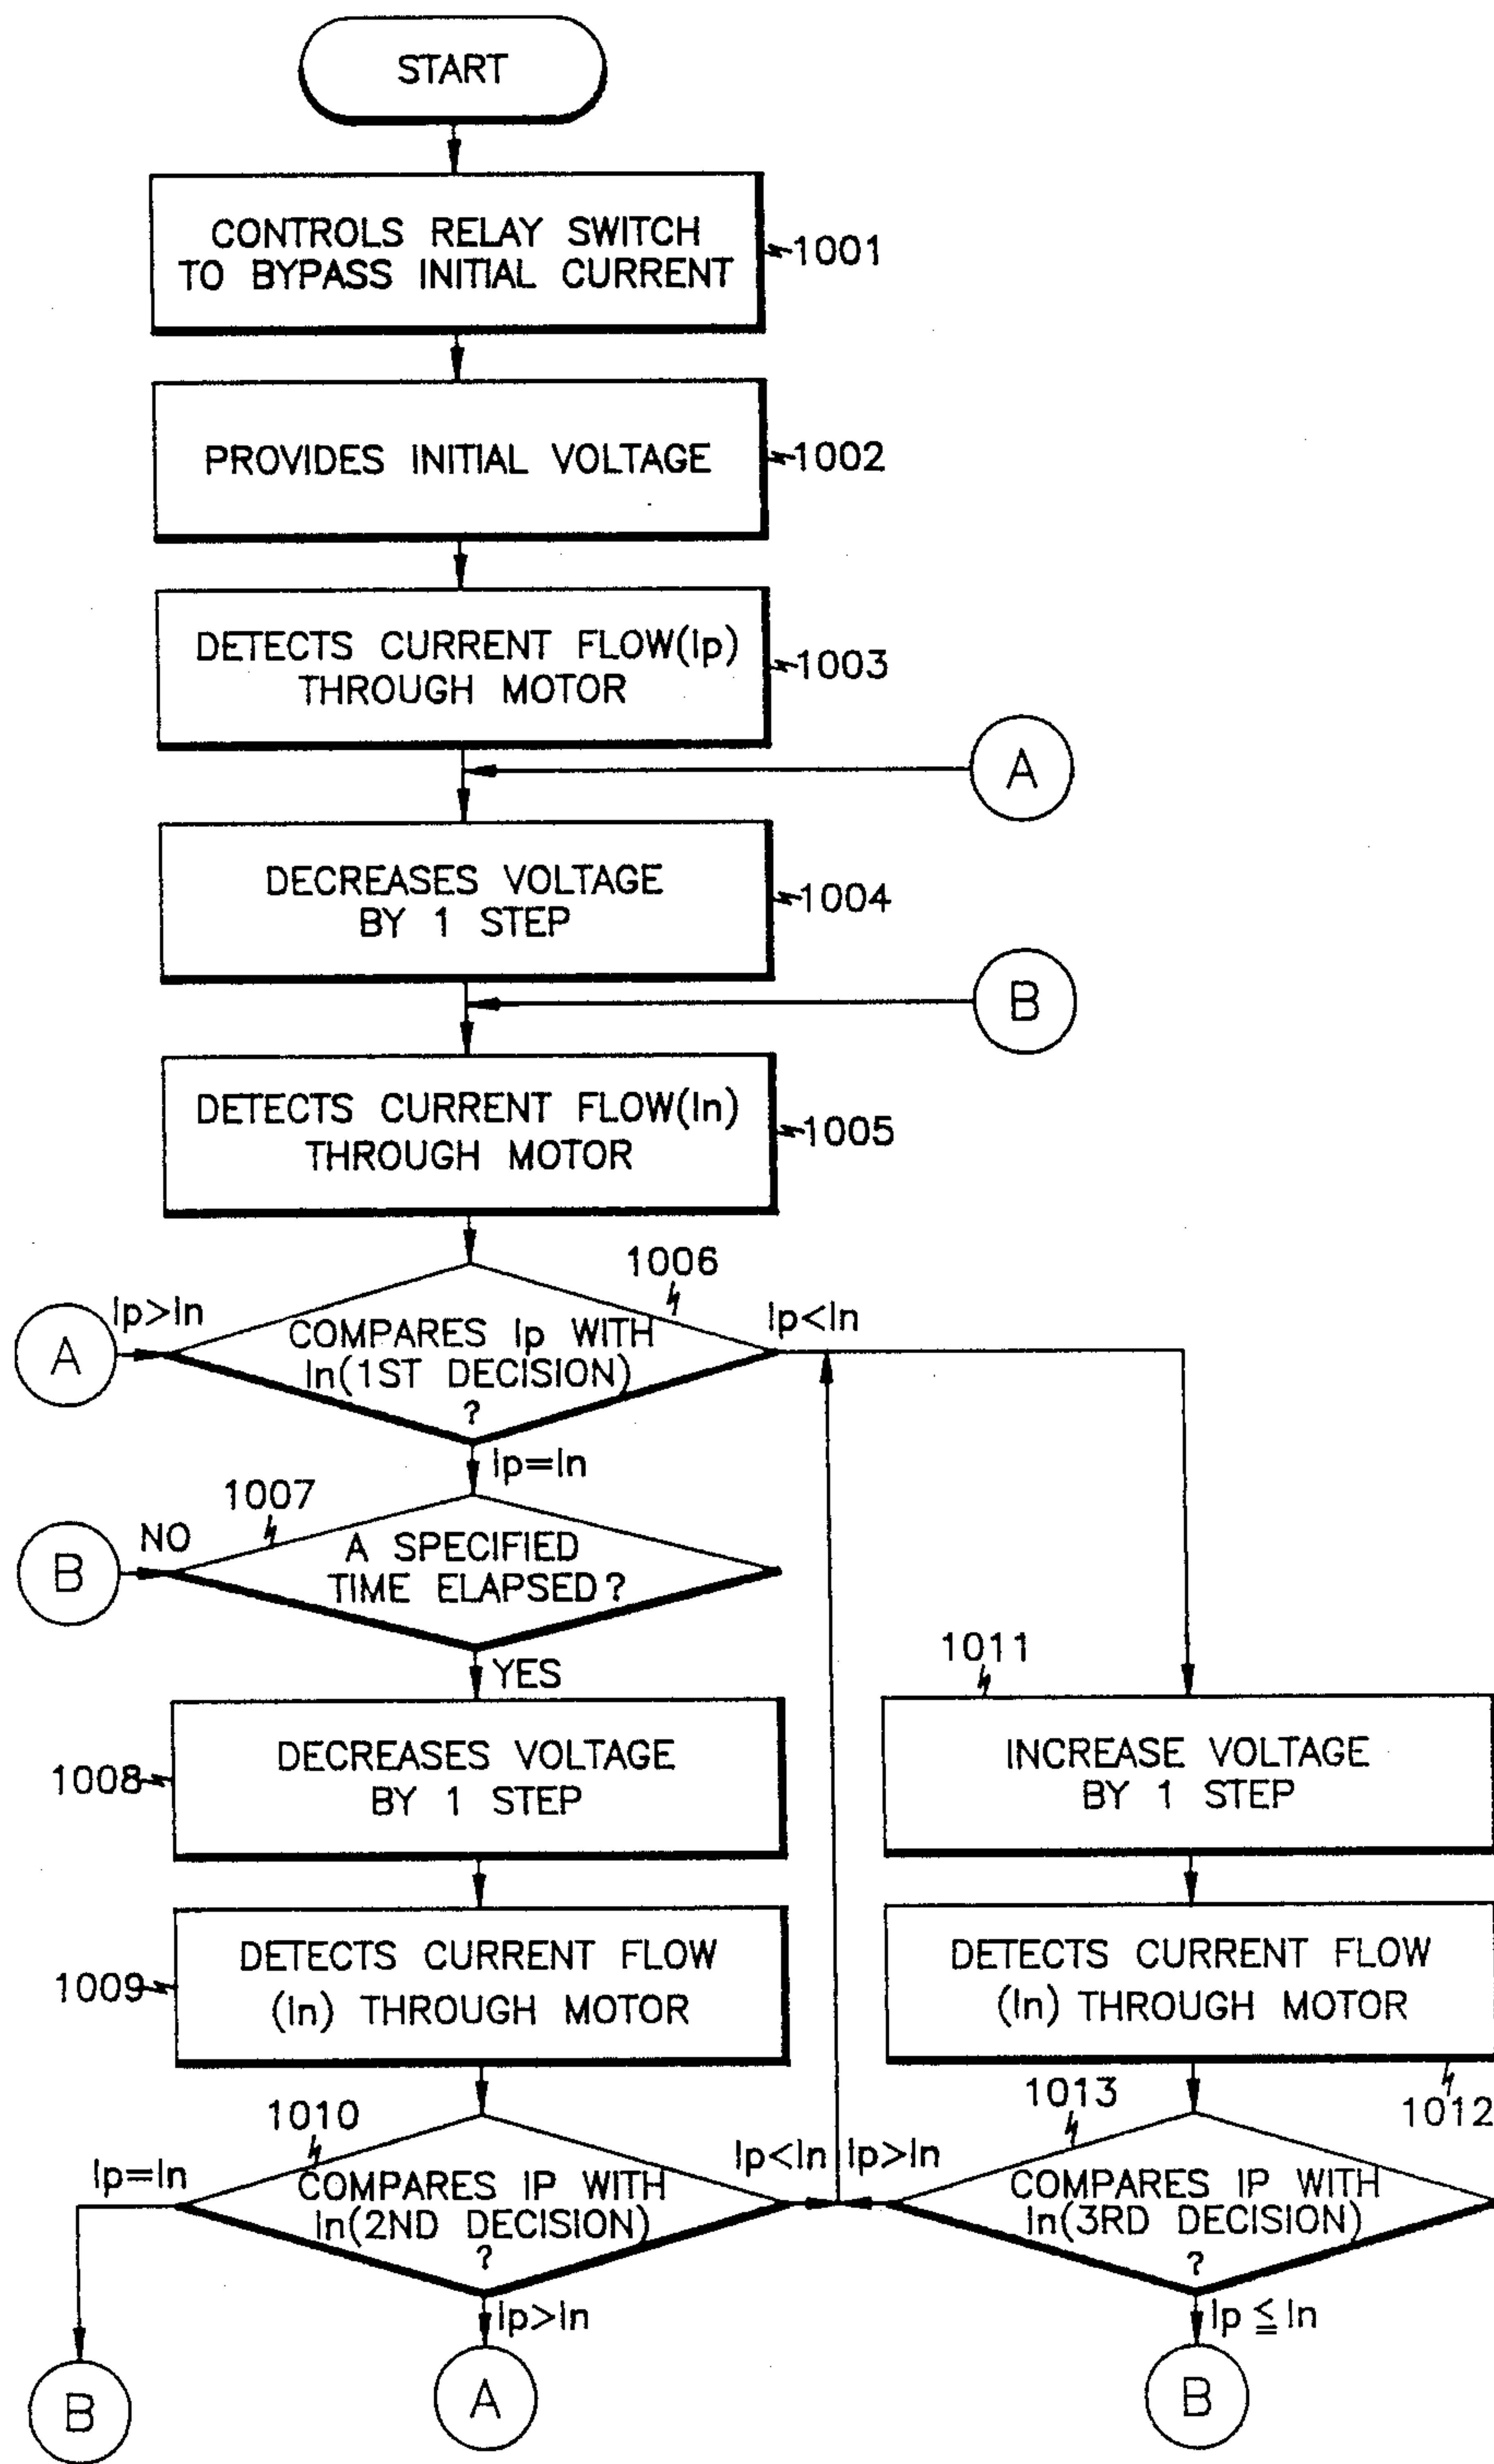 START
CONTROLS RELAY SWITCH
TO BYPASS INITIAL CURRENT
1001
PROVIDES INITIAL VOLTAGE
1002
DETECTS CURRENT FLOW(Ip)
THROUGH MOTOR
1003
A
DECREASES VOLTAGE
BY 1 STEP
1004
B
DETECTS CURRENT FLOW(In)
THROUGH MOTOR
1005
1006
A
Ip>In
COMPARES Ip WITH
In(1ST DECISION)
?
Ip<In
Ip=In
1007
B
NO
A SPECIFIED
TIME ELAPSED?
YES
1011
1008
DECREASES VOLTAGE
BY 1 STEP
INCREASE VOLTAGE
BY 1 STEP
1009
DETECTS CURRENT FLOW
(In) THROUGH MOTOR
DETECTS CURRENT FLOW
(In) THROUGH MOTOR
1012
1010
1013
Ip=In
COMPARES IP WITH
In(2ND DECISION)
?
Ip<In
Ip>In
COMPARES IP WITH
In(3RD DECISION)
?
Ip>In
Ip≦In
B
A
B